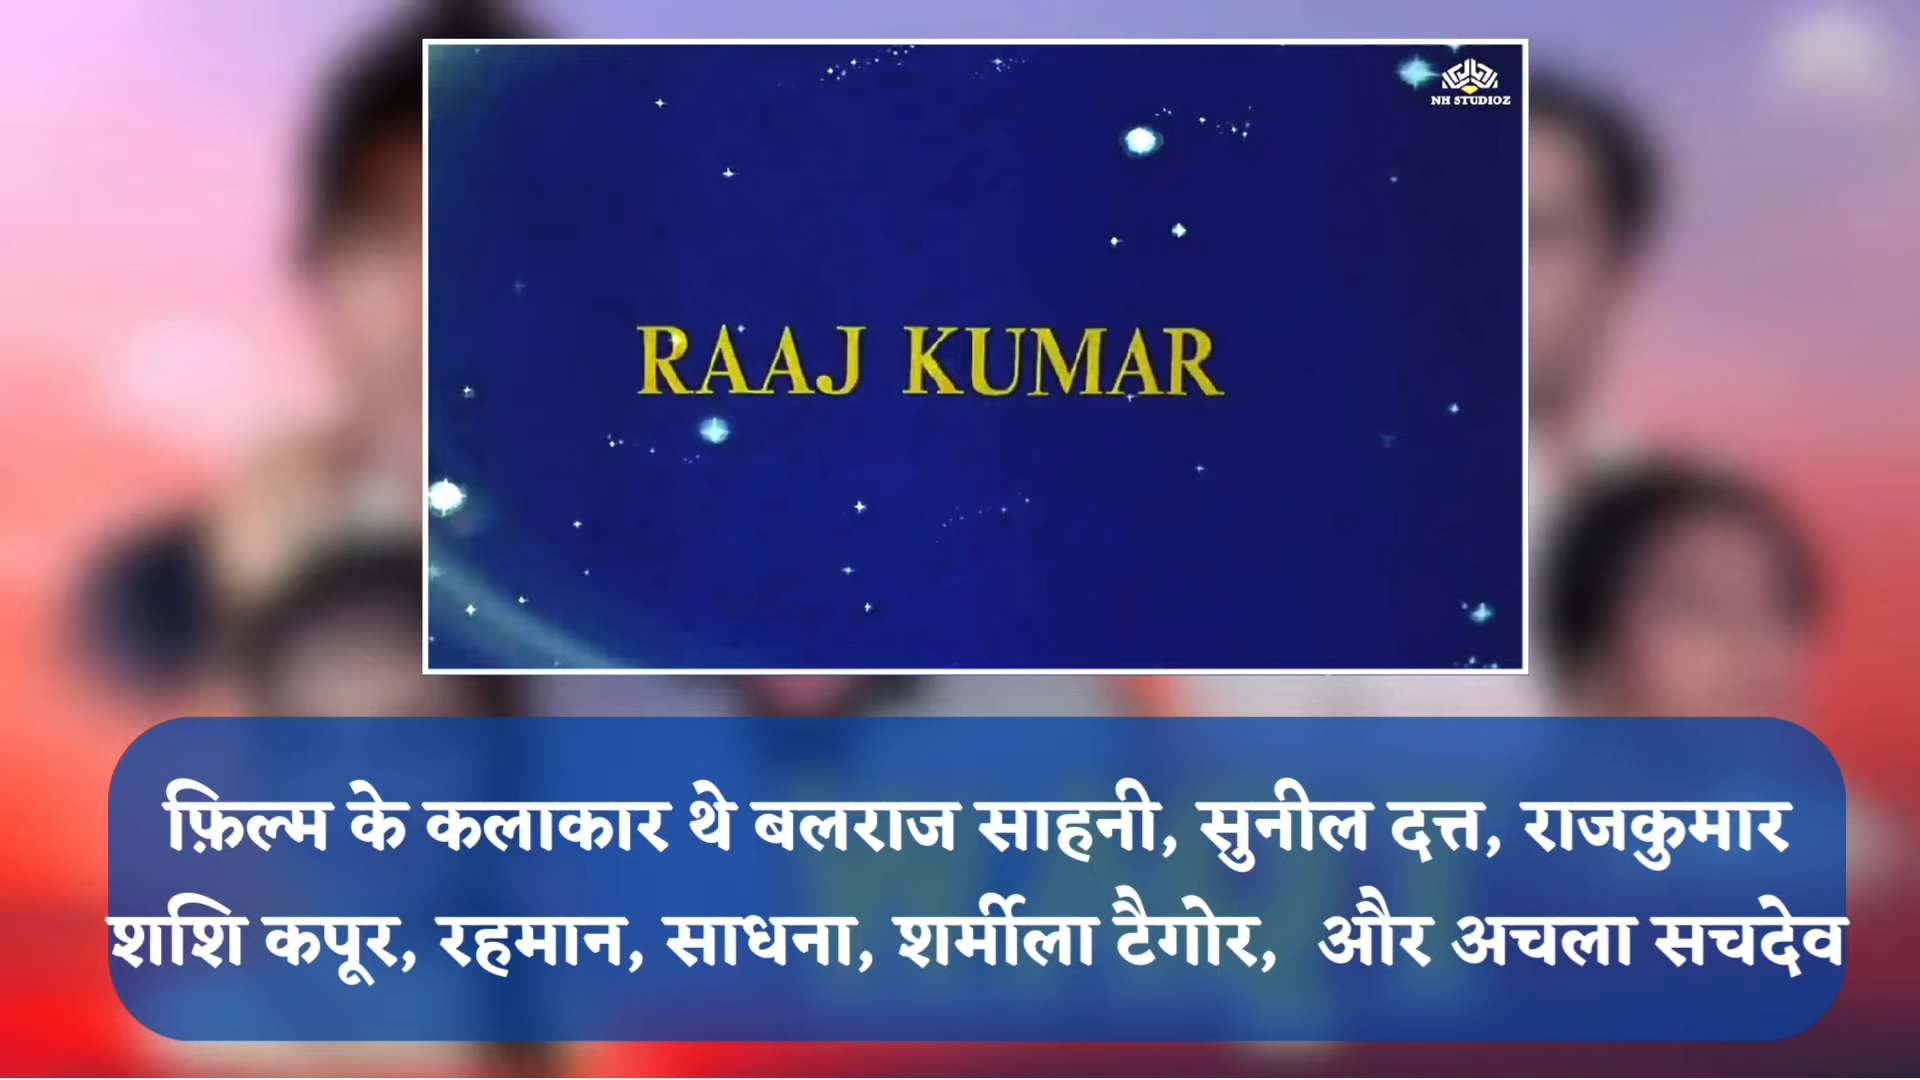 NH STUDIOZ
RAAJ KUMAR
फ़िल्म के कलाकार थे बलराज साहनी, सुनील दत्त, राजकुमार
शशि कपूर, रहमान, साधना, शर्मीला टैगोर, और अचला सचदेव